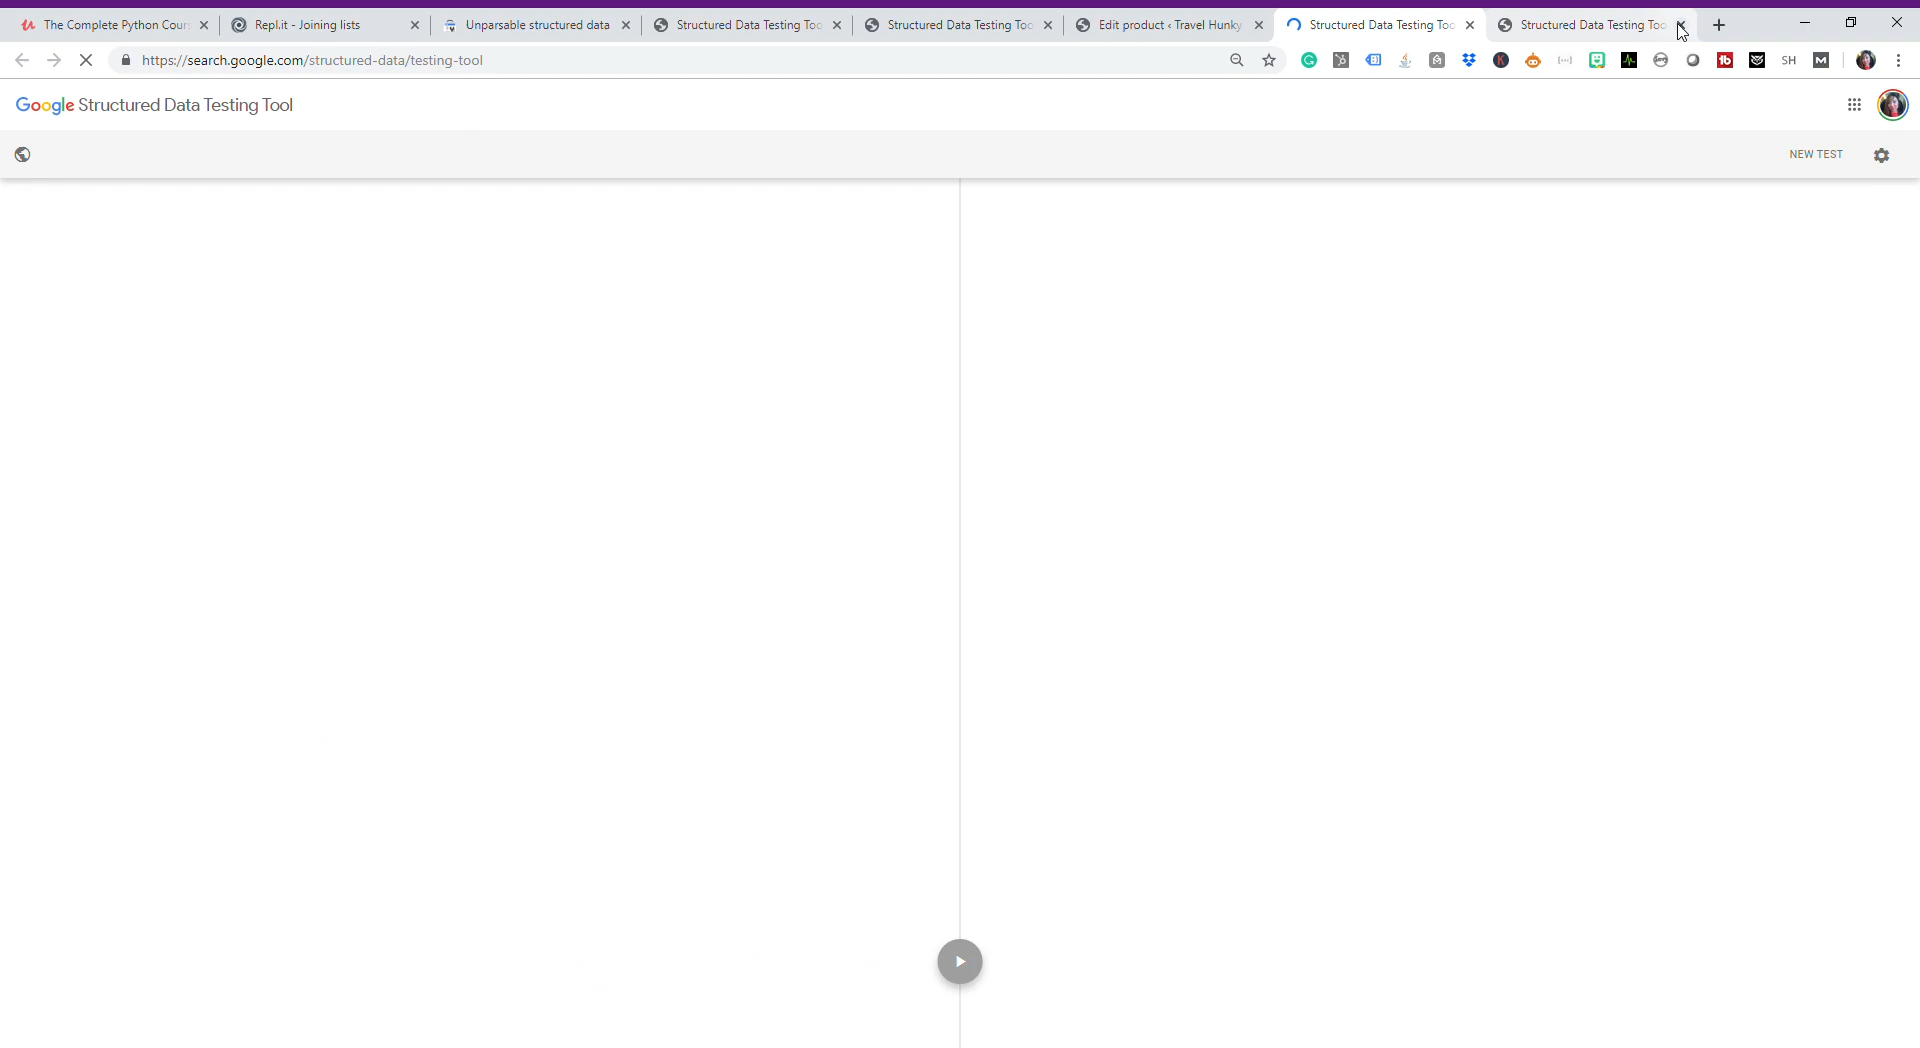 The Complete Python Cour
Repl.it - Joining lists
Unparsable structured data
Structured Data Testing Too
Structured Data Testing Too
Edit product ‹ Travel Hunky
Structured Data Testing Too
Structured Data Testing Too
https://search.google.com/structured-data/testing-tool
SH
Google Structured Data Testing Tool
NEW TEST